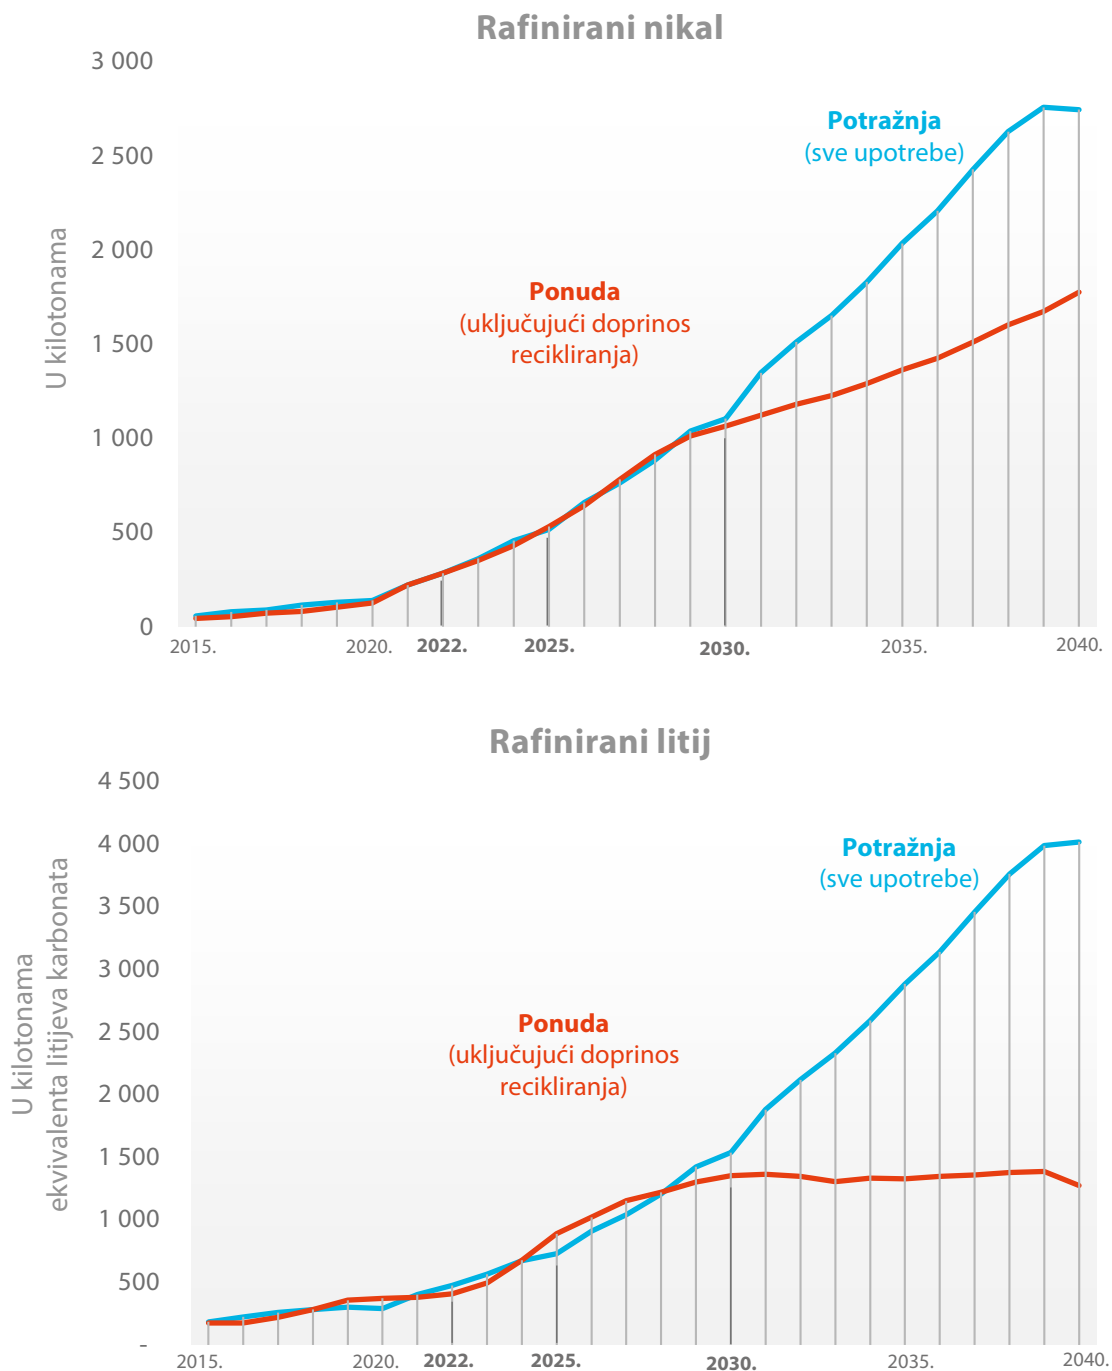 Rafinirani nikal
3 000
2 500
2 000
1 500
1 000
500
0
U kilotonama
Potražnja
(sve upotrebe)
Ponuda
(uključujući doprinos
recikliranja)
2015.
2020.
2022.
2025.
2030.
2035.
2040.
Rafinirani litij
4 500
4 000
3 500
3 000
2 500
2 000
1 500
1 000
500
-
U kilotonama
ekvivalenta litijeva karbonata
Potražnja
(sve upotrebe)
Ponuda
(uključujući doprinos
recikliranja)
2015.
2020.
2022.
2025.
2030.
2035.
2040.